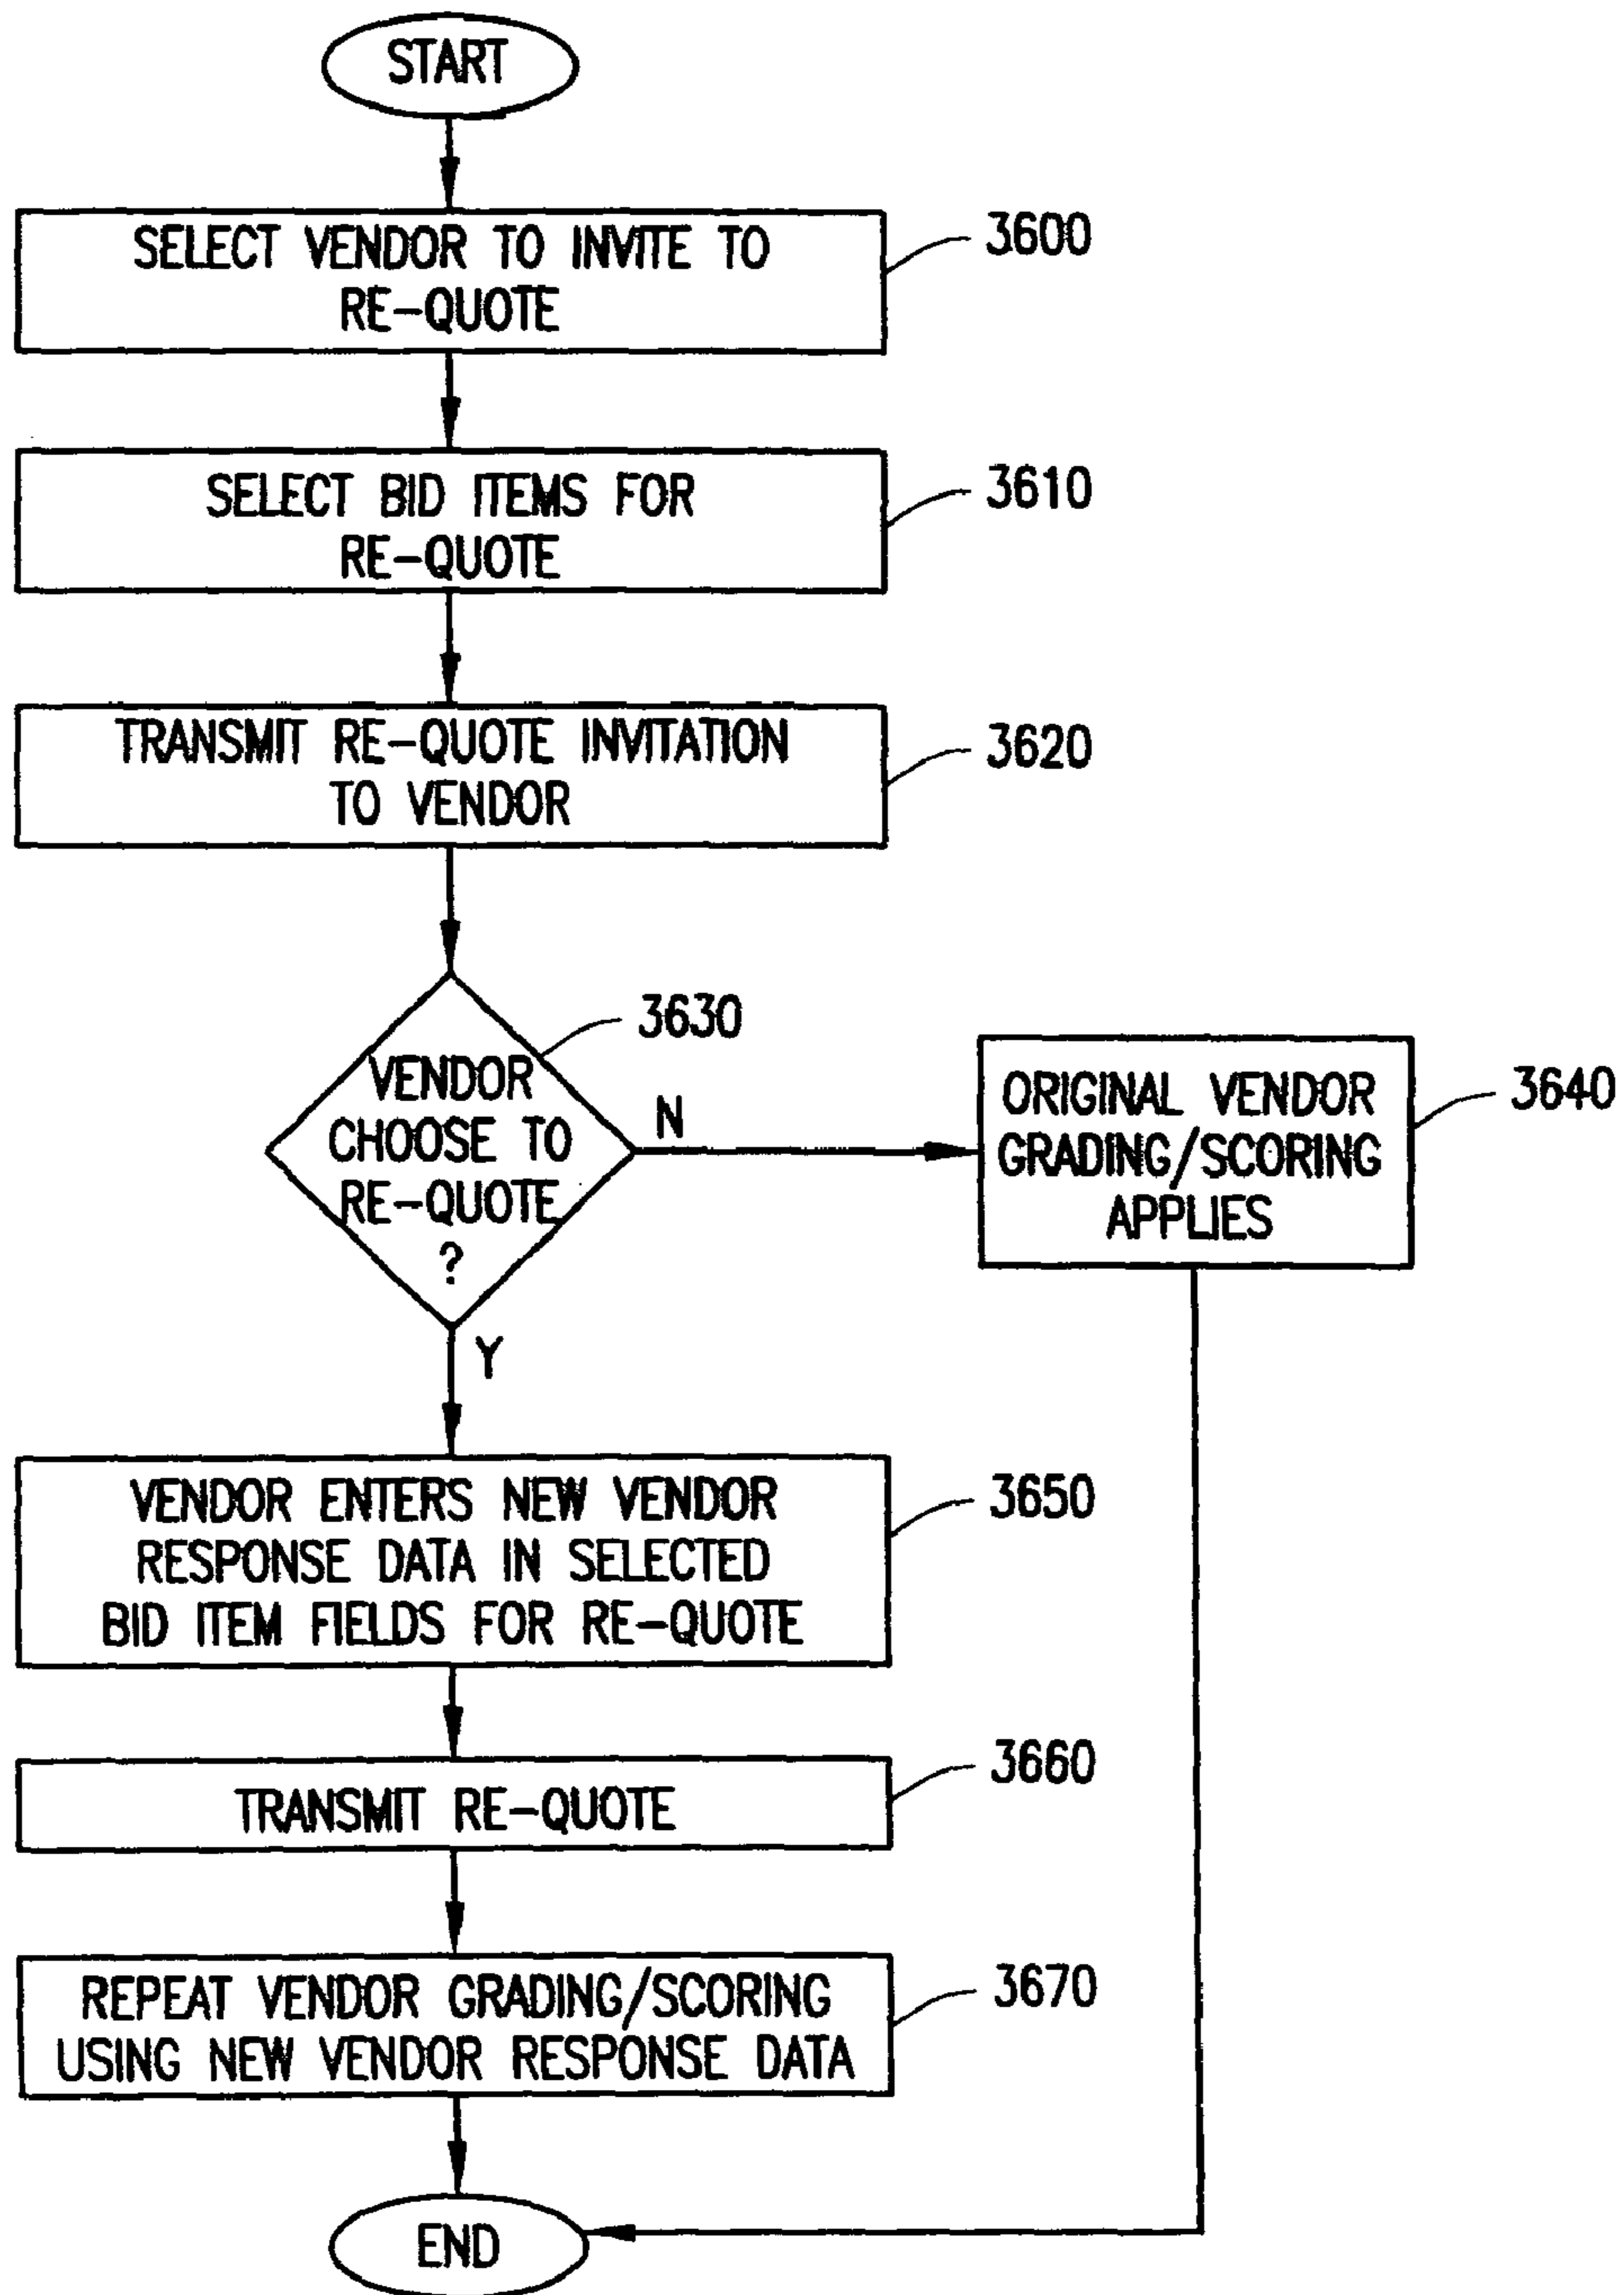 START
SELECT VENDOR TO INVITE TO
RE-QUOTE
3600
SELECT BID ITEMS FOR
RE-QUOTE
3610
TRANSMIT RE-QUOTE INVITATION
TO VENDOR
3620
VENDOR
CHOOSE TO
RE-QUOTE
?
3630
N
ORIGINAL VENDOR
GRADING/SCORING
APPLIES
3640
Y
VENDOR ENTERS NEW VENDOR
RESPONSE DATA IN SELECTED
BID ITEM FIELDS FOR RE-QUOTE
3650
TRANSMIT RE-QUOTE
3660
REPEAT VENDOR GRADING/SCORING
USING NEW VENDOR RESPONSE DATA
3670
END